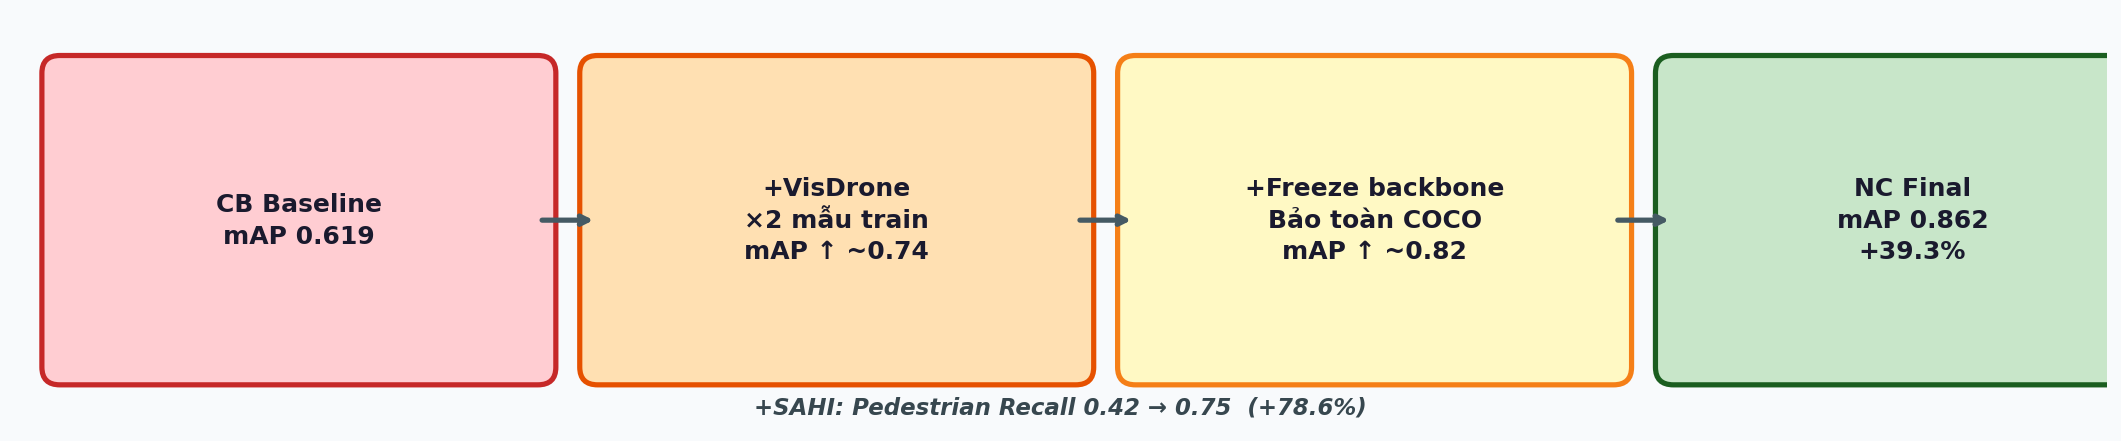 CB Baseline
mAP 0.619
+VisDrone
×2 mẫu train
mAP ↑ ~0.74
+Freeze backbone
Bảo toàn COCO
mAP ↑ ~0.82
NC Final
mAP 0.862
+39.3%
+SAHI: Pedestrian Recall 0.42 → 0.75 (+78.6%)